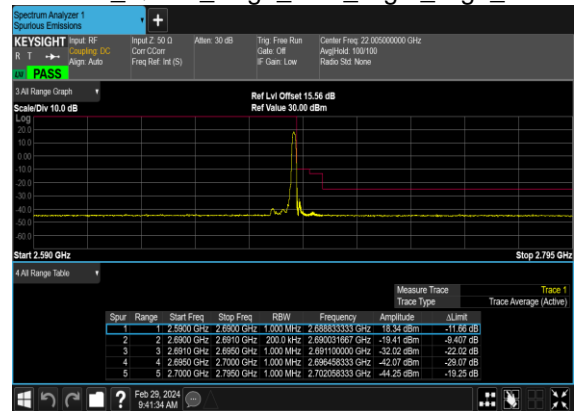 Spectrum Analyzer 1
Spurious Emissions
KEYSIGHT Input: RF Input Z: 50 Ω Atten: 30 dB Trig: Free Run Center Freq: 22.005000000 GHz
R T Coupling: DC Corr CCorr Gate: Off Avg|Hold: 100/100
Align: Auto Freq Ref: Int (S) IF Gain: Low Radio Std: None
PASS
3 All Range Graph
Ref Lvl Offset 15.56 dB
Scale/Div 10.0 dB Ref Value 30.00 dBm
Log
20.0
10.0
0.00
-10.0
-20.0
-30.0
-40.0
-50.0
-60.0
Start 2.590 GHz Stop 2.795 GHz
4 All Range Table
Measure Trace Trace 1
Trace Type Trace Average (Active)
Spur Range Start Freq Stop Freq RBW Frequency Amplitude ΔLimit
1 1 2.5900 GHz 2.6900 GHz 1.000 MHz 2.688833333 GHz 18.34 dBm -11.66 dB
2 2 2.6900 GHz 2.6910 GHz 200.0 kHz 2.690031667 GHz -19.41 dBm -9.407 dB
3 3 2.6910 GHz 2.6950 GHz 1.000 MHz 2.691100000 GHz -32.02 dBm -22.02 dB
4 4 2.6950 GHz 2.7000 GHz 1.000 MHz 2.696458333 GHz -42.07 dBm -29.07 dB
5 5 2.7000 GHz 2.7950 GHz 1.000 MHz 2.702058333 GHz -44.25 dBm -19.25 dB
Feb 29, 2024
9:41:34 AM